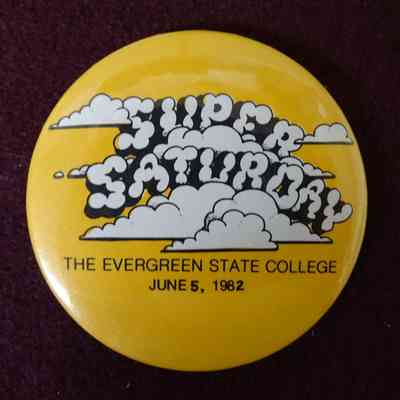 SUPER
SATURDAY
THE EVERGREEN STATE COLLEGE
JUNE 5, 1982